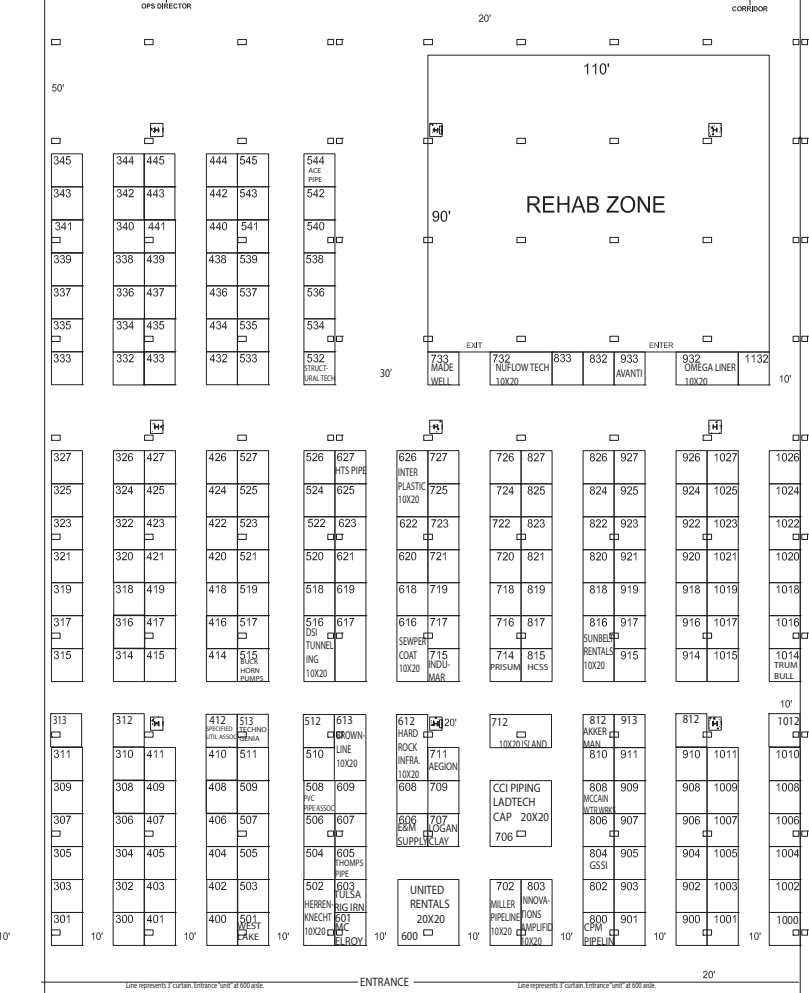 OPS DIRECTOR
CORRIDOR
20'
110'
50'
90'
REHAB ZONE
345 344 445 444 545 544
ACE
PIPE
343 342 443 442 543 542
341 340 441 440 541 540
339 338 439 438 539 538
337 336 437 436 537 536
335 334 435 434 535 534
EXIT ENTER
333 332 433 432 533 532 733 732 833 832 933 932 1132
STRUCT-
URAL TECH
30'
MADE
WELL
NUFLOW TECH
10X20
AVANTI
OMEGA LINER
10X20
10'
327 326 427 426 527 526 627 626 727 726 827 826 927 926 1027 1026
HTS PIPE
INTER
PLASTIC
10X20
325 324 425 424 525 524 625 725 724 825 824 925 924 1025 1024
323 322 423 422 523 522 623 622 723 722 823 822 923 922 1023 1022
321 320 421 420 521 520 621 620 721 720 821 820 921 920 1021 1020
319 318 419 418 519 518 619 618 719 718 819 818 919 918 1019 1018
317 316 417 416 517 516 617 616 717 716 817 816 917 916 1017 1016
DSI
TUNNEL
ING
10X20
SEWPER
COAT
10X20
SUNBELT
RENTALS
10X20
315 314 415 414 515 715 714 815 915 914 1015 1014
BUCK
HORN
PUMPS
INDU-
MAR
PRISUM
HCSS
TRUM
BULL
10'
313 312 412 513 512 613 612 20' 712 812 913 812 1012
SPECIFIED
UTIL ASSOC
TECHNO
GENIA
BROWN-
LINE
10X20
HARD
ROCK
INFRA.
10X20
10X20 ISLAND
AKKER
MAN
311 310 411 410 511 510 711 810 911 910 1011 1010
AEGION
309 308 409 408 509 508 609 608 709 808 909 908 1009 1008
PVC
PIPE ASSOC
CCI PIPING
LADTECH
CAP 20X20
706
MCCAIN
WTR WRKS
307 306 407 406 507 506 607 606 707 806 907 906 1007 1006
E&M
SUPPLY
LOGAN
CLAY
305 304 405 404 505 504 605 804 905 904 1005 1004
THOMPS
PIPE
GSSI
303 302 403 402 503 502 603 702 803 802 903 902 1003 1002
HERREN-
KNECHT
10X20
TULSA
RIG IRN
UNITED
RENTALS
20X20
600
MILLER
PIPELINE
10X20
INNOVA-
TIONS
AMPLIFID
10X20
301 300 401 400 501 601 800 901 900 1001 1000
WEST
LAKE
MC
ELROY
CPM
PIPELIN
10' 10' 10' 10' 10' 10' 10' 10' 10'
20'
ENTRANCE
Line represents 3' curtain. Entrance "unit" at 600 aisle.
Line represents 3' curtain. Entrance "unit" at 600 aisle.